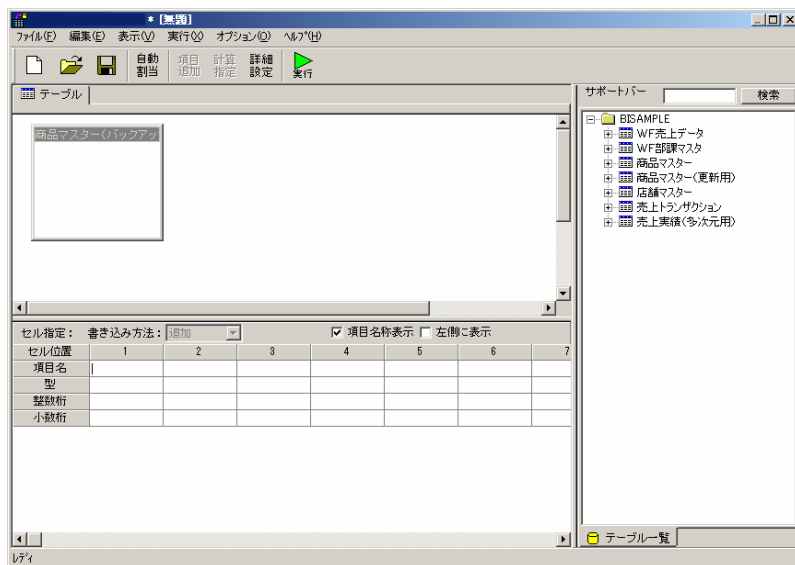 * [無題]
ﾌｧｲﾙ(F) 編集(E) 表示(V) 実行(X) オプション(O) ﾍﾙﾌﾟ(H)
自動割当 項目追加 計算指定 詳細設定 実行
テーブル
商品マスター(バックアッ
セル指定： 書き込み方法： 追加 項目名称表示 左側に表示
セル位置 1 2 3 4 5 6 7
項目名
型
整数桁
小数桁
サポートバー 検索
BISAMPLE
WF売上データ
WF部課マスタ
商品マスター
商品マスター(更新用)
店舗マスター
売上トランザクション
売上実績(多次元用)
テーブル一覧
ﾚﾃﾞｨ